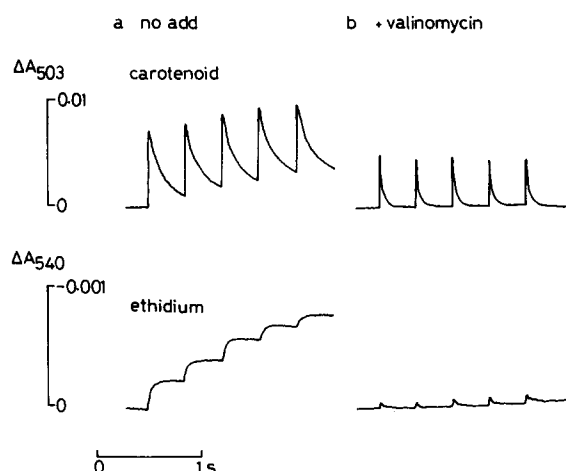 a no add
b + valinomycin
ΔA503
carotenoid
0.01
0
ΔA540
-0.001
ethidium
0
0 1s